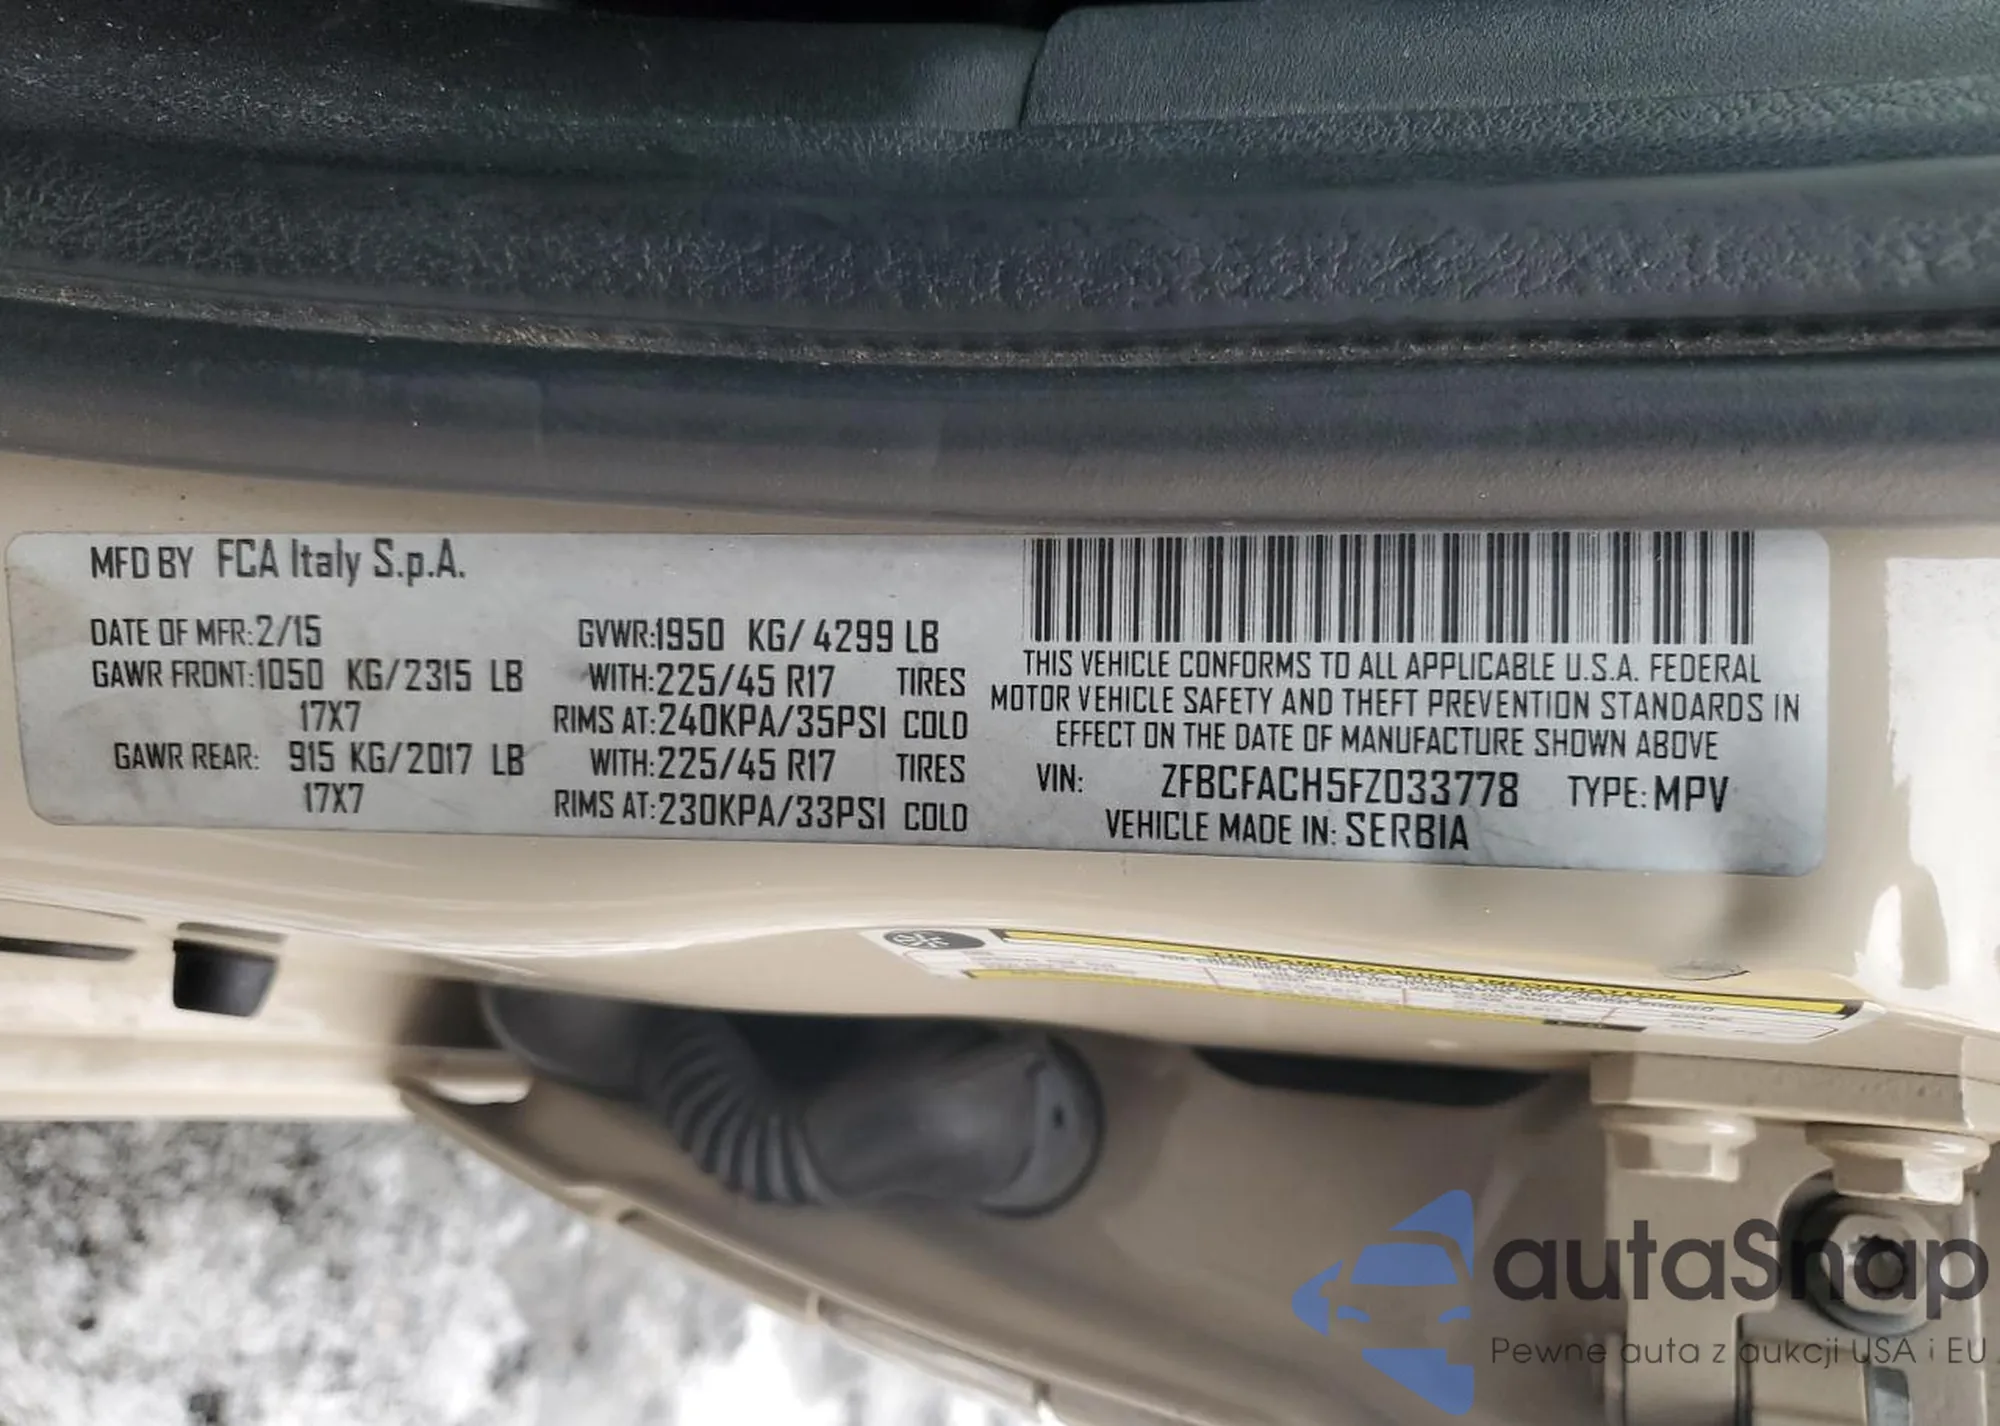 MFD BY FCA Italy S.p.A.
DATE OF MFR: 2/15 GVWR: 1950 KG/ 4299 LB
GAWR FRONT: 1050 KG/2315 LB WITH: 225/45 R17 TIRES
17X7 RIMS AT: 240KPA/35PSI COLD
GAWR REAR: 915 KG/2017 LB WITH: 225/45 R17 TIRES
17X7 RIMS AT: 230KPA/33PSI COLD
THIS VEHICLE CONFORMS TO ALL APPLICABLE U.S.A. FEDERAL
MOTOR VEHICLE SAFETY AND THEFT PREVENTION STANDARDS IN
EFFECT ON THE DATE OF MANUFACTURE SHOWN ABOVE
VIN: ZFBCFACH5FZ033778 TYPE: MPV
VEHICLE MADE IN: SERBIA
TIRE AND LOADING INFORMATION
autaSnap
Pewne auta z aukcji USA i EU